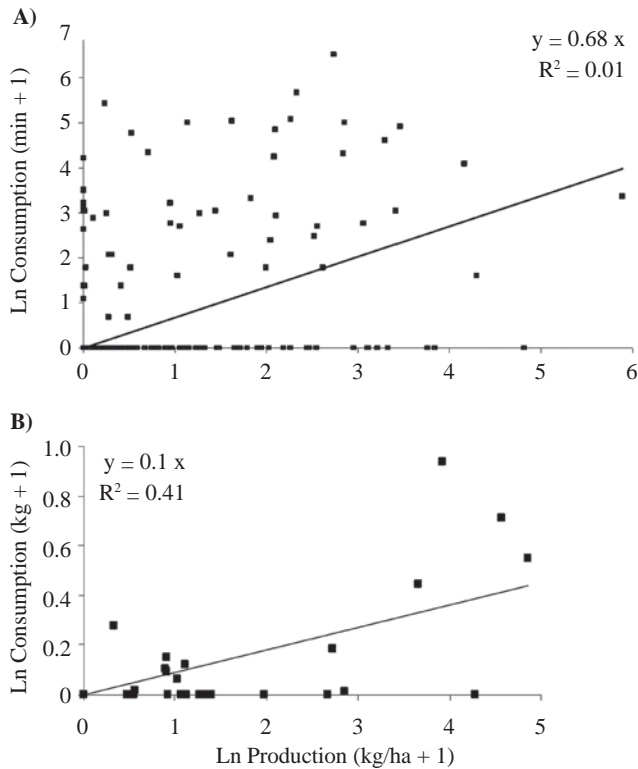 A)
y = 0.68 x
R² = 0.01
Ln Consumption (min + 1)
7
6
5
4
3
2
1
0
0 1 2 3 4 5 6
B)
y = 0.1 x
R² = 0.41
Ln Consumption (kg + 1)
1.0
0.8
0.6
0.4
0.2
0
0 1 2 3 4 5
Ln Production (kg/ha + 1)